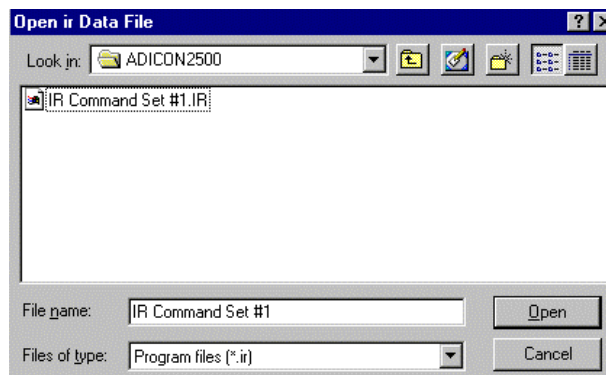 Open ir Data File
Look in: ADICON2500
IR Command Set #1.IR
File name: IR Command Set #1 Open
Files of type: Program files (*.ir) Cancel